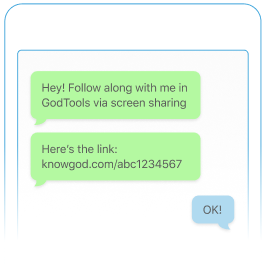 Hey! Follow along with me in
GodTools via screen sharing
Here's the link:
knowgod.com/abc1234567
OK!